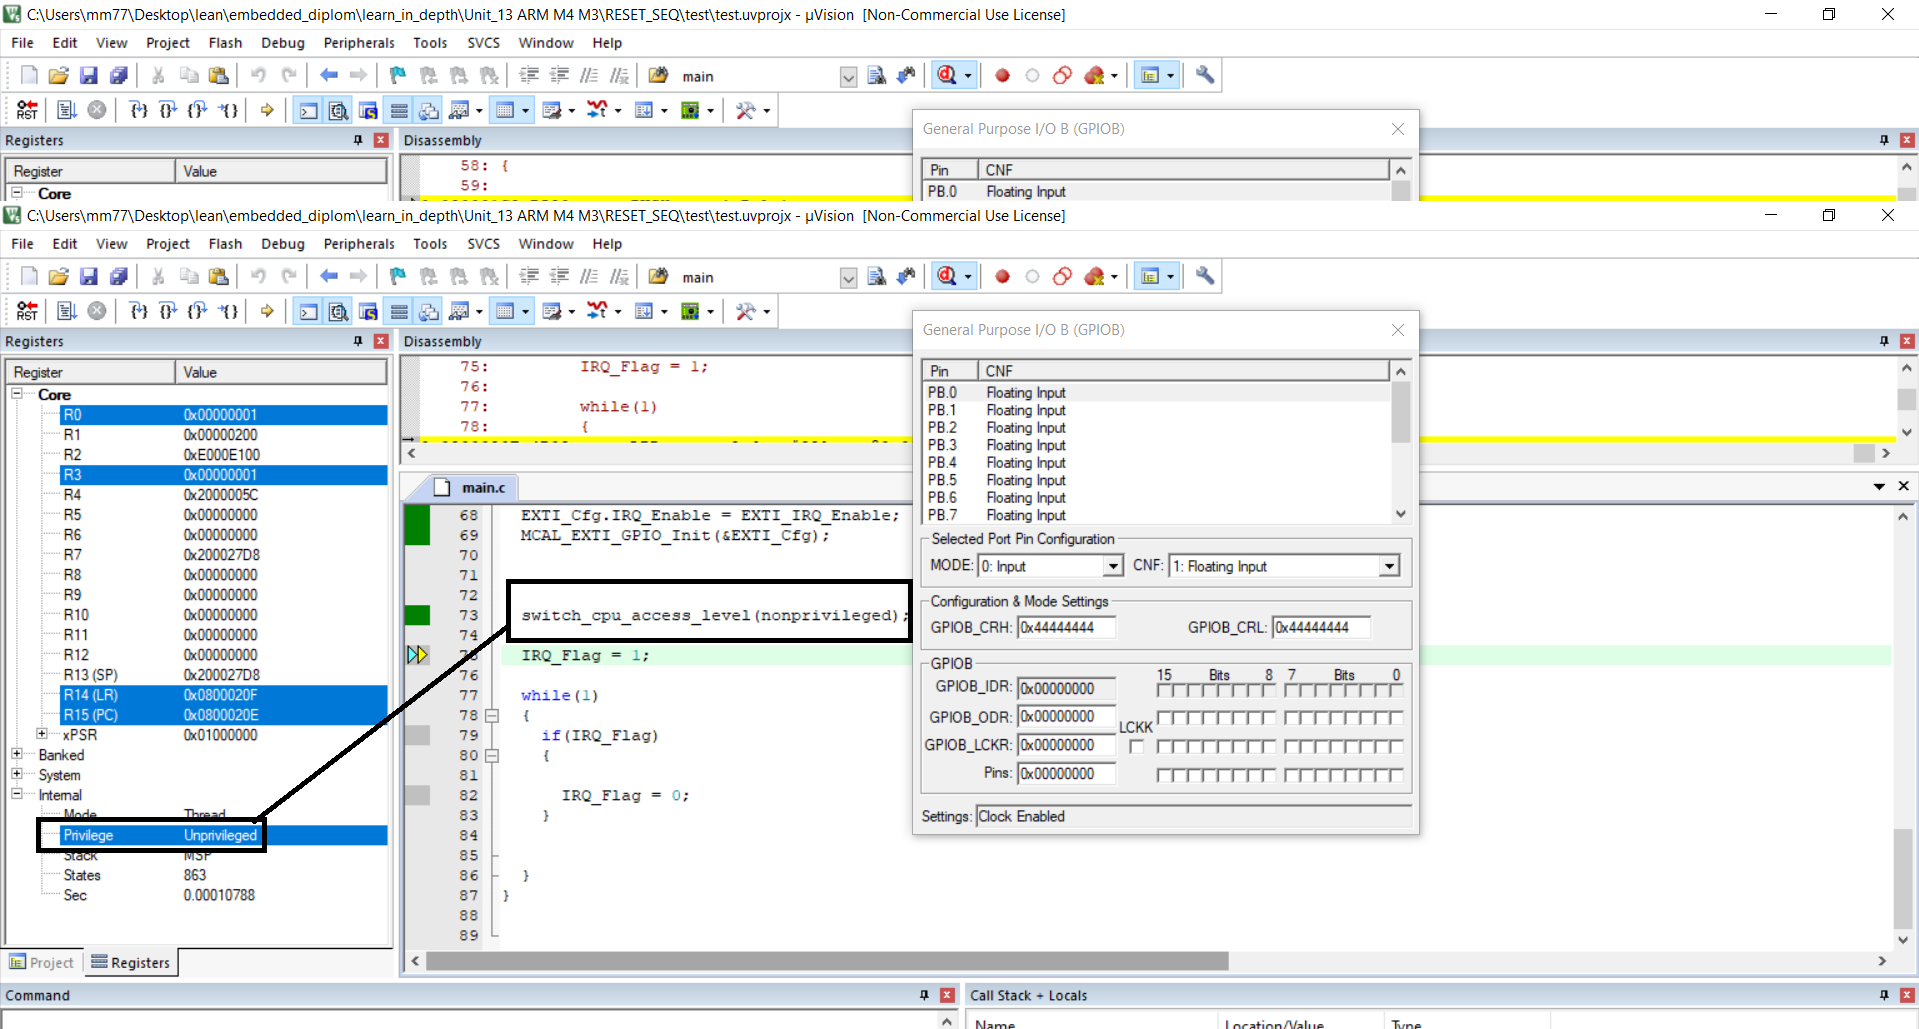 C:\Users\mm77\Desktop\lean\embedded_diplom\learn_in_depth\Unit_13 ARM M4 M3\RESET_SEQ\test\test.uvprojx - µVision [Non-Commercial Use License]
File Edit View Project Flash Debug Peripherals Tools SVCS Window Help
main
RST
Registers
Disassembly
General Purpose I/O B (GPIOB)
Register Value
Core
58: {
59:
Pin CNF
PB.0 Floating Input
C:\Users\mm77\Desktop\lean\embedded_diplom\learn_in_depth\Unit_13 ARM M4 M3\RESET_SEQ\test\test.uvprojx - µVision [Non-Commercial Use License]
File Edit View Project Flash Debug Peripherals Tools SVCS Window Help
main
RST
Registers
Register Value
Core
R0 0x00000001
R1 0x00000200
R2 0xE000E100
R3 0x00000001
R4 0x2000005C
R5 0x00000000
R6 0x00000000
R7 0x200027D8
R8 0x00000000
R9 0x00000000
R10 0x00000000
R11 0x00000000
R12 0x00000000
R13 (SP) 0x200027D8
R14 (LR) 0x0800020F
R15 (PC) 0x0800020E
xPSR 0x01000000
Banked
System
Internal
Mode Thread
Privilege Unprivileged
Stack MSP
States 863
Sec 0.00010788
Project Registers
Disassembly
75: IRQ_Flag = 1;
76:
77: while(1)
78: {
main.c
68 EXTI_Cfg.IRQ_Enable = EXTI_IRQ_Enable;
69 MCAL_EXTI_GPIO_Init(&EXTI_Cfg);
70
71
72
73 switch_cpu_access_level(nonprivileged);
74
75 IRQ_Flag = 1;
76
77 while(1)
78 {
79 if(IRQ_Flag)
80 {
81
82 IRQ_Flag = 0;
83 }
84
85
86 }
87 }
88
89
General Purpose I/O B (GPIOB)
Pin CNF
PB.0 Floating Input
PB.1 Floating Input
PB.2 Floating Input
PB.3 Floating Input
PB.4 Floating Input
PB.5 Floating Input
PB.6 Floating Input
PB.7 Floating Input
Selected Port Pin Configuration
MODE: 0: Input CNF: 1: Floating Input
Configuration & Mode Settings
GPIOB_CRH: 0x44444444 GPIOB_CRL: 0x44444444
GPIOB
15 Bits 8 7 Bits 0
GPIOB_IDR: 0x00000000
GPIOB_ODR: 0x00000000
LCKK
GPIOB_LCKR: 0x00000000
Pins: 0x00000000
Settings: Clock Enabled
Command
Call Stack + Locals
Name Location/Value Type